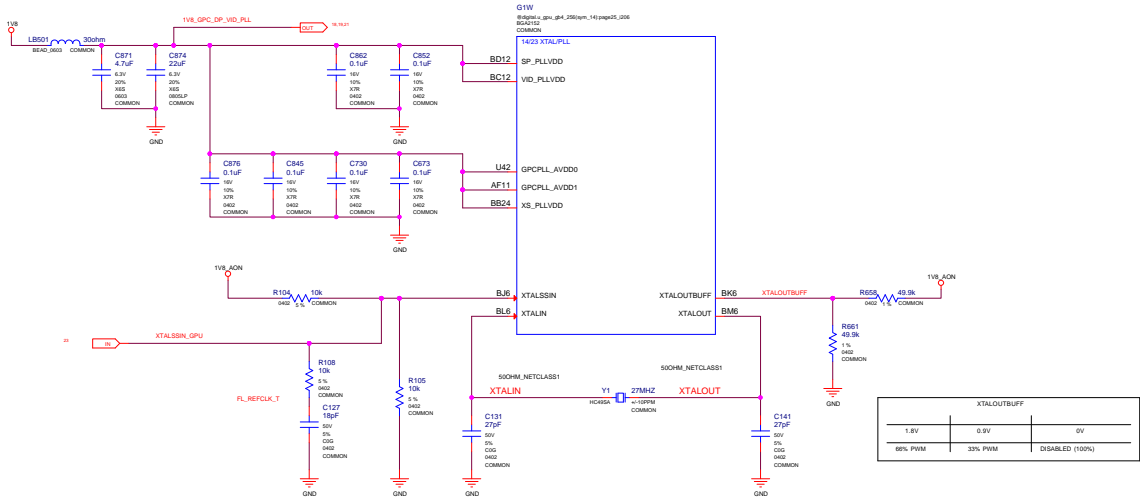 G1W
@digital.u_gpu_gb4_256(sym_14):page25_i206
BGA2152
COMMON
1V8
1V8_GPC_DP_VID_PLL
OUT
LB501
30ohm
BEAD_0603
COMMON
14/23 XTAL/PLL
C871
4.7uF
6.3V
20%
X6S
0603
COMMON
C874
22uF
6.3V
20%
X6S
0805LP
COMMON
C862
0.1uF
16V
10%
X7R
0402
COMMON
C852
0.1uF
16V
10%
X7R
0402
COMMON
BD12
SP_PLLVDD
BC12
VID_PLLVDD
GND
GND
C876
0.1uF
16V
10%
X7R
0402
COMMON
C845
0.1uF
16V
10%
X7R
0402
COMMON
C730
0.1uF
16V
10%
X7R
0402
COMMON
C673
0.1uF
16V
10%
X7R
0402
COMMON
U42
GPCPLL_AVDD0
AF11
GPCPLL_AVDD1
BB24
XS_PLLVDD
GND
1V8_AON
R104
10k
0402
5 %
COMMON
BJ6
XTALSSIN
BL6
XTALIN
XTALOUTBUFF
BK6
XTALOUTBUFF
XTALOUT
BM6
1V8_AON
R658
49.9k
0402
1 %
COMMON
R661
49.9k
1 %
0402
COMMON
GND
23
IN
XTALSSIN_GPU
R108
10k
5 %
0402
COMMON
FL_REFCLK_T
C127
18pF
50V
5%
C0G
0402
COMMON
GND
R105
10k
5 %
0402
COMMON
GND
50OHM_NETCLASS1
XTALIN
Y1
27MHZ
HC49SA
+/-10PPM
COMMON
50OHM_NETCLASS1
XTALOUT
C131
27pF
50V
5%
C0G
0402
COMMON
GND
C141
27pF
50V
5%
C0G
0402
COMMON
GND
XTALOUTBUFF
1.8V 0.9V 0V
66% PWM 33% PWM DISABLED (100%)